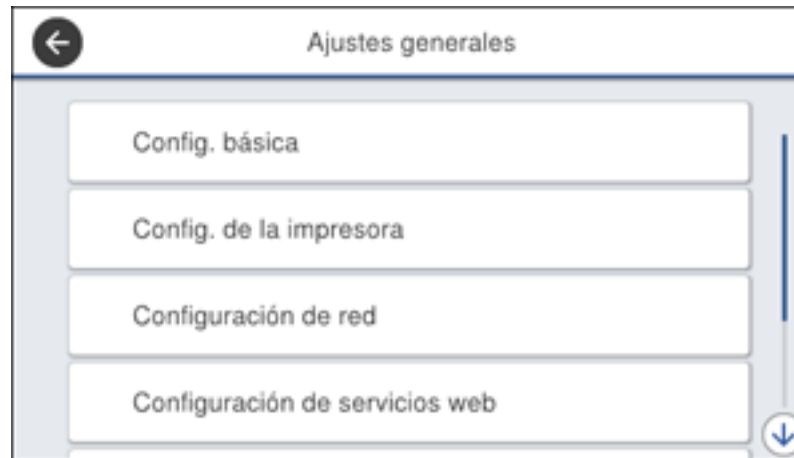 Ajustes generales
Config. básica
Config. de la impresora
Configuración de red
Configuración de servicios web